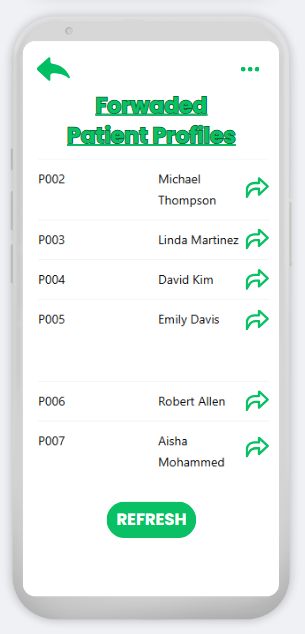 Forwaded
Patient Profiles
P002 Michael
Thompson
P003 Linda Martinez
P004 David Kim
P005 Emily Davis
P006 Robert Allen
P007 Aisha
Mohammed
REFRESH